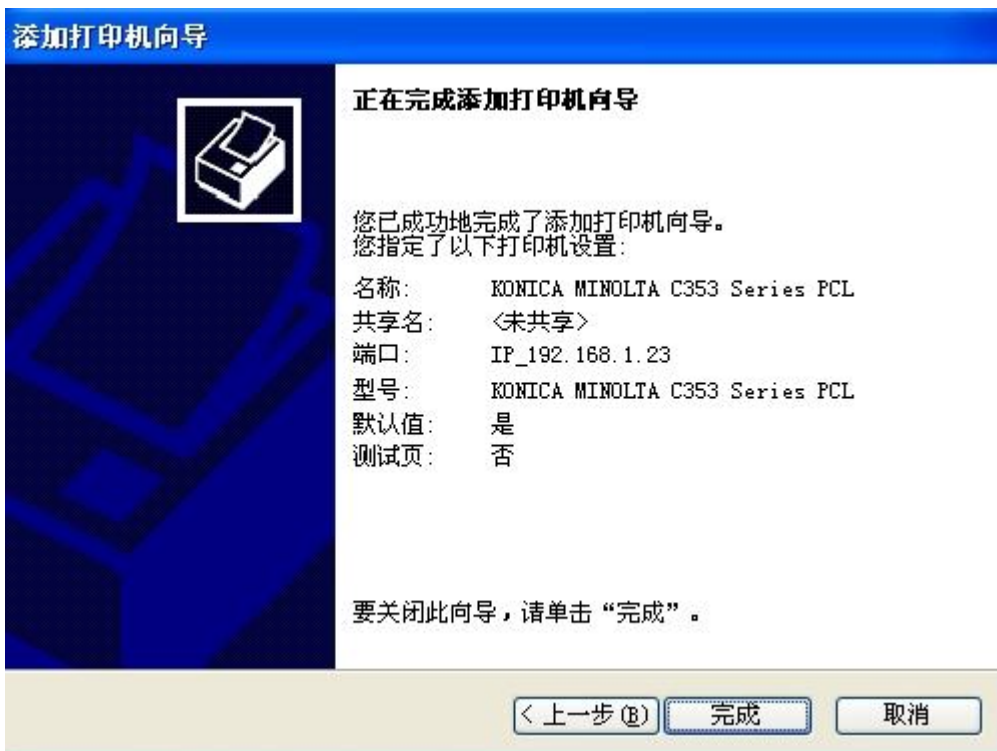 添加打印机向导
正在完成添加打印机向导
您已成功地完成了添加打印机向导。
您指定了以下打印机设置:
名称: KONICA MINOLTA C353 Series PCL
共享名: <未共享>
端口: IP_192.168.1.23
型号: KONICA MINOLTA C353 Series PCL
默认值: 是
测试页: 否
要关闭此向导,请单击“完成”。
< 上一步(B) 完成 取消